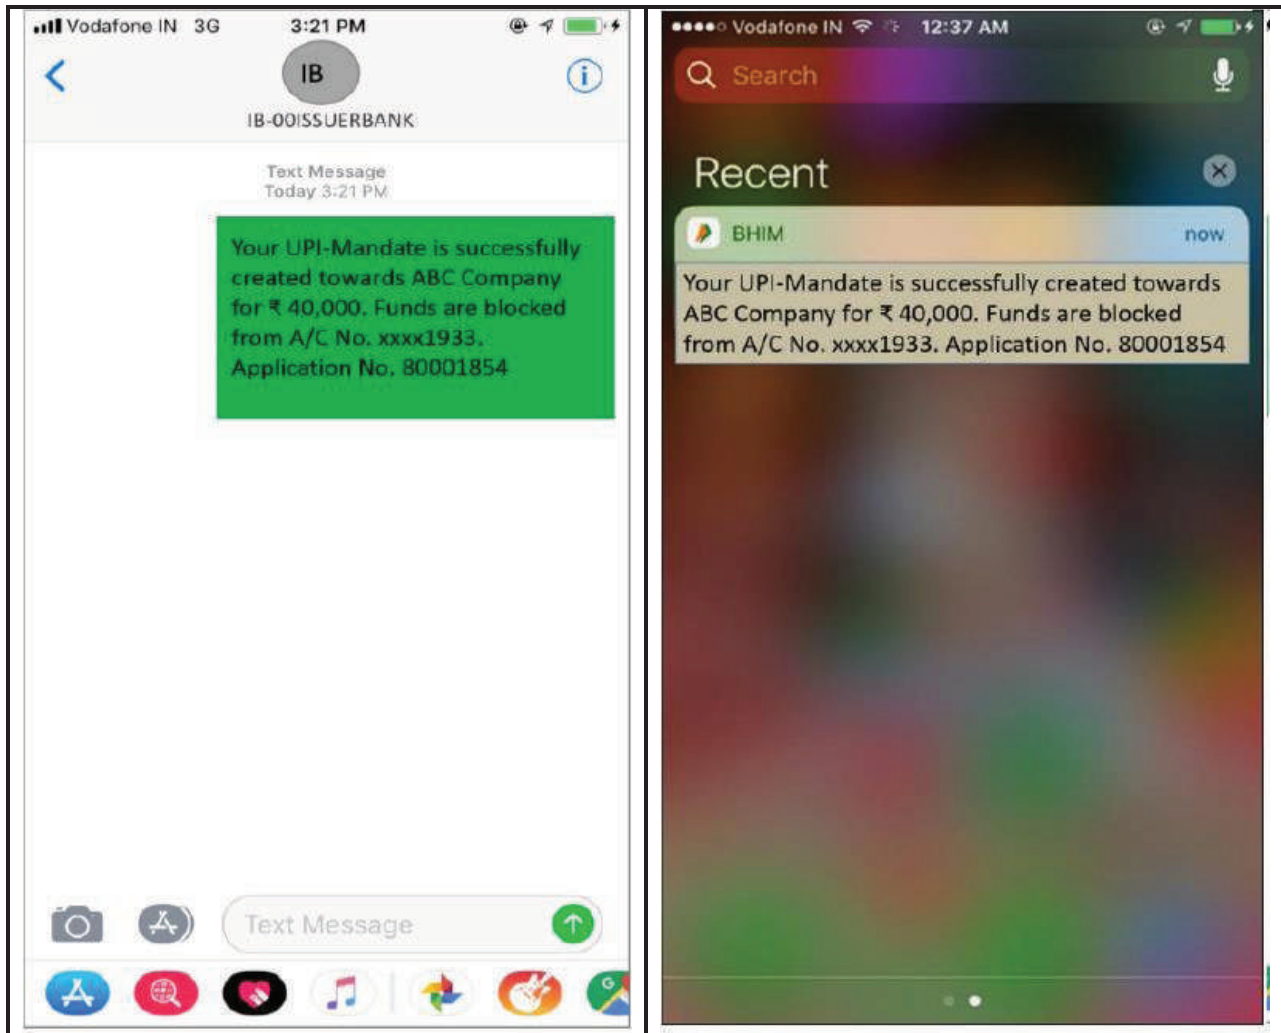 Vodafone IN 3G 3:21 PM
IB
IB-00ISSUERBANK
Text Message
Today 3:21 PM
Your UPI-Mandate is successfully
created towards ABC Company
for ₹ 40,000. Funds are blocked
from A/C No. xxxx1933.
Application No. 80001854
Text Message
Vodafone IN 12:37 AM
Search
Recent
BHIM now
Your UPI-Mandate is successfully created towards
ABC Company for ₹ 40,000. Funds are blocked
from A/C No. xxxx1933. Application No. 80001854